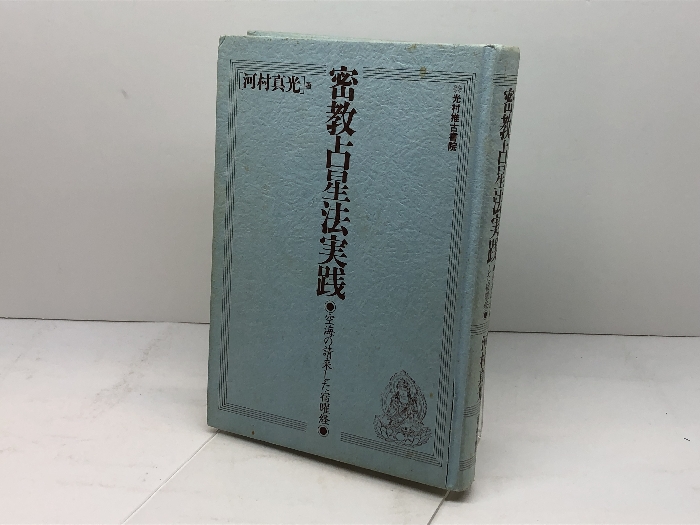 光村推古書院
密教占星法実践
●空海の請来した宿曜経●
[河村真光]著
密教占星法実践